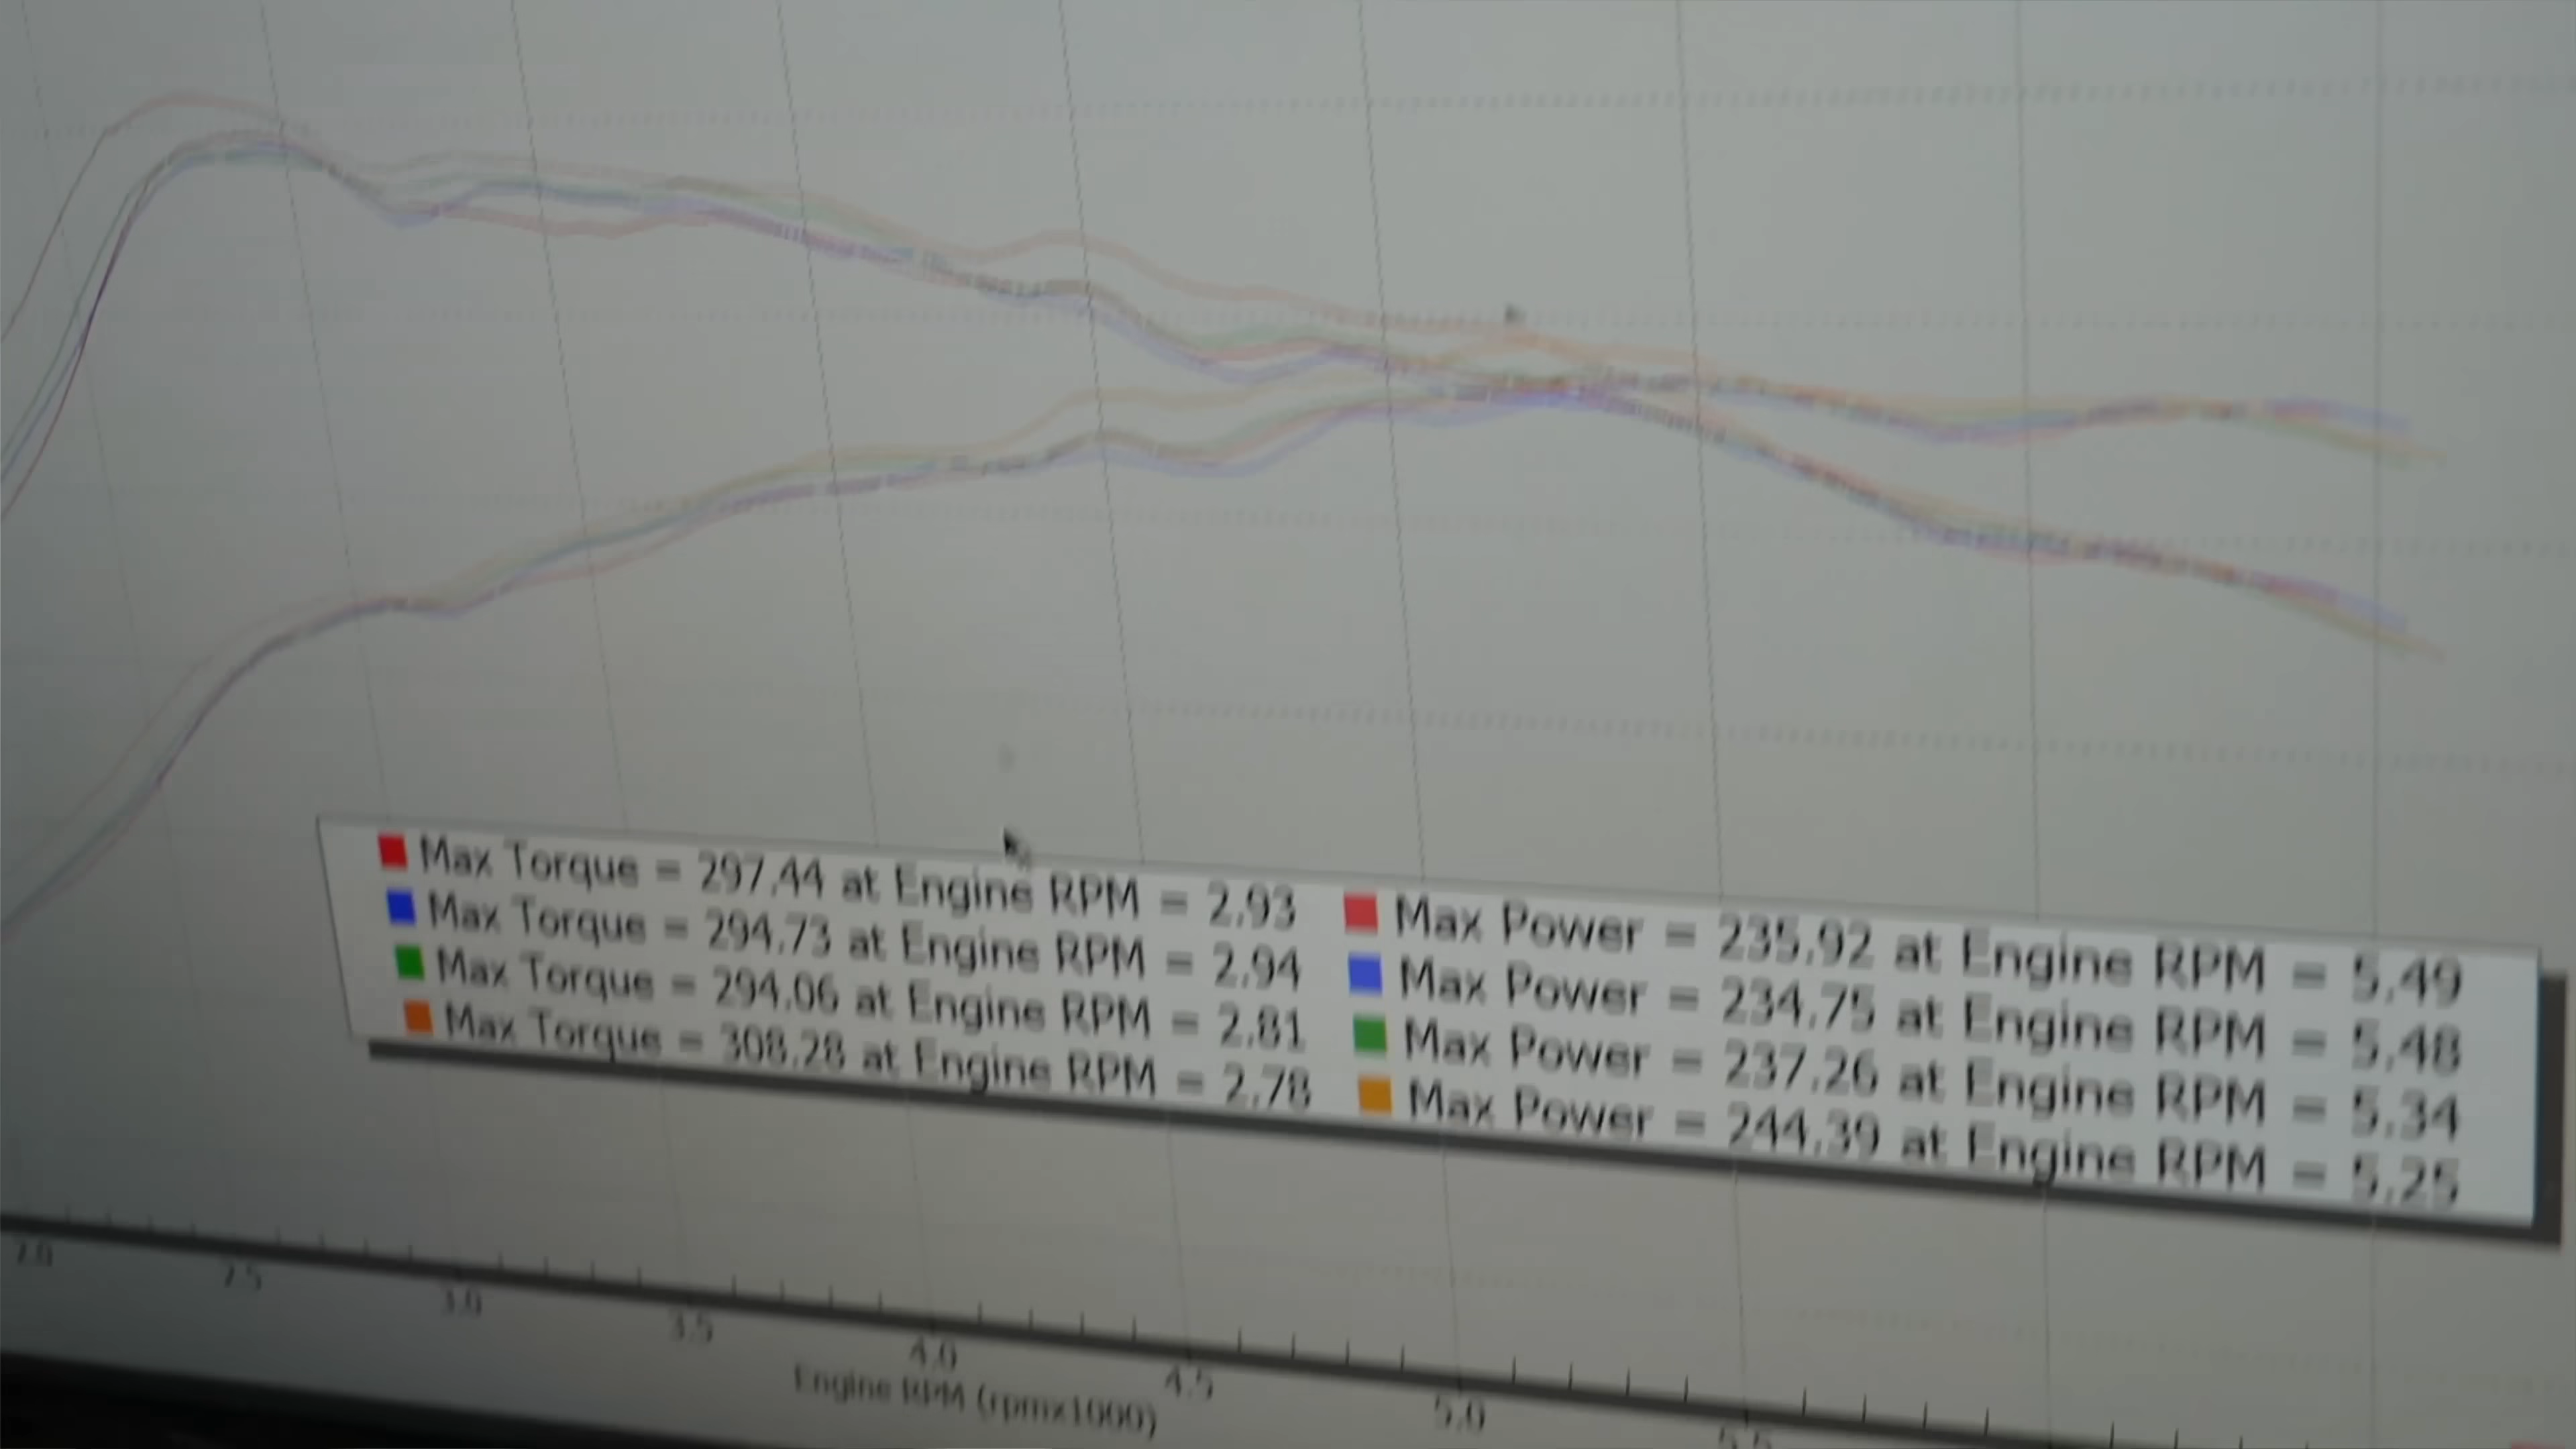 Max Torque = 297.44 at Engine RPM = 2.93
Max Torque = 294.73 at Engine RPM = 2.94
Max Torque = 294.06 at Engine RPM = 2.81
Max Torque = 308.28 at Engine RPM = 2.78
Max Power = 235.92 at Engine RPM = 5.49
Max Power = 234.75 at Engine RPM = 5.48
Max Power = 237.26 at Engine RPM = 5.34
Max Power = 244.39 at Engine RPM = 5.25
2.0 2.5 3.0 3.5 4.0 4.5 5.0 5.5
Engine RPM (rpmx1000)